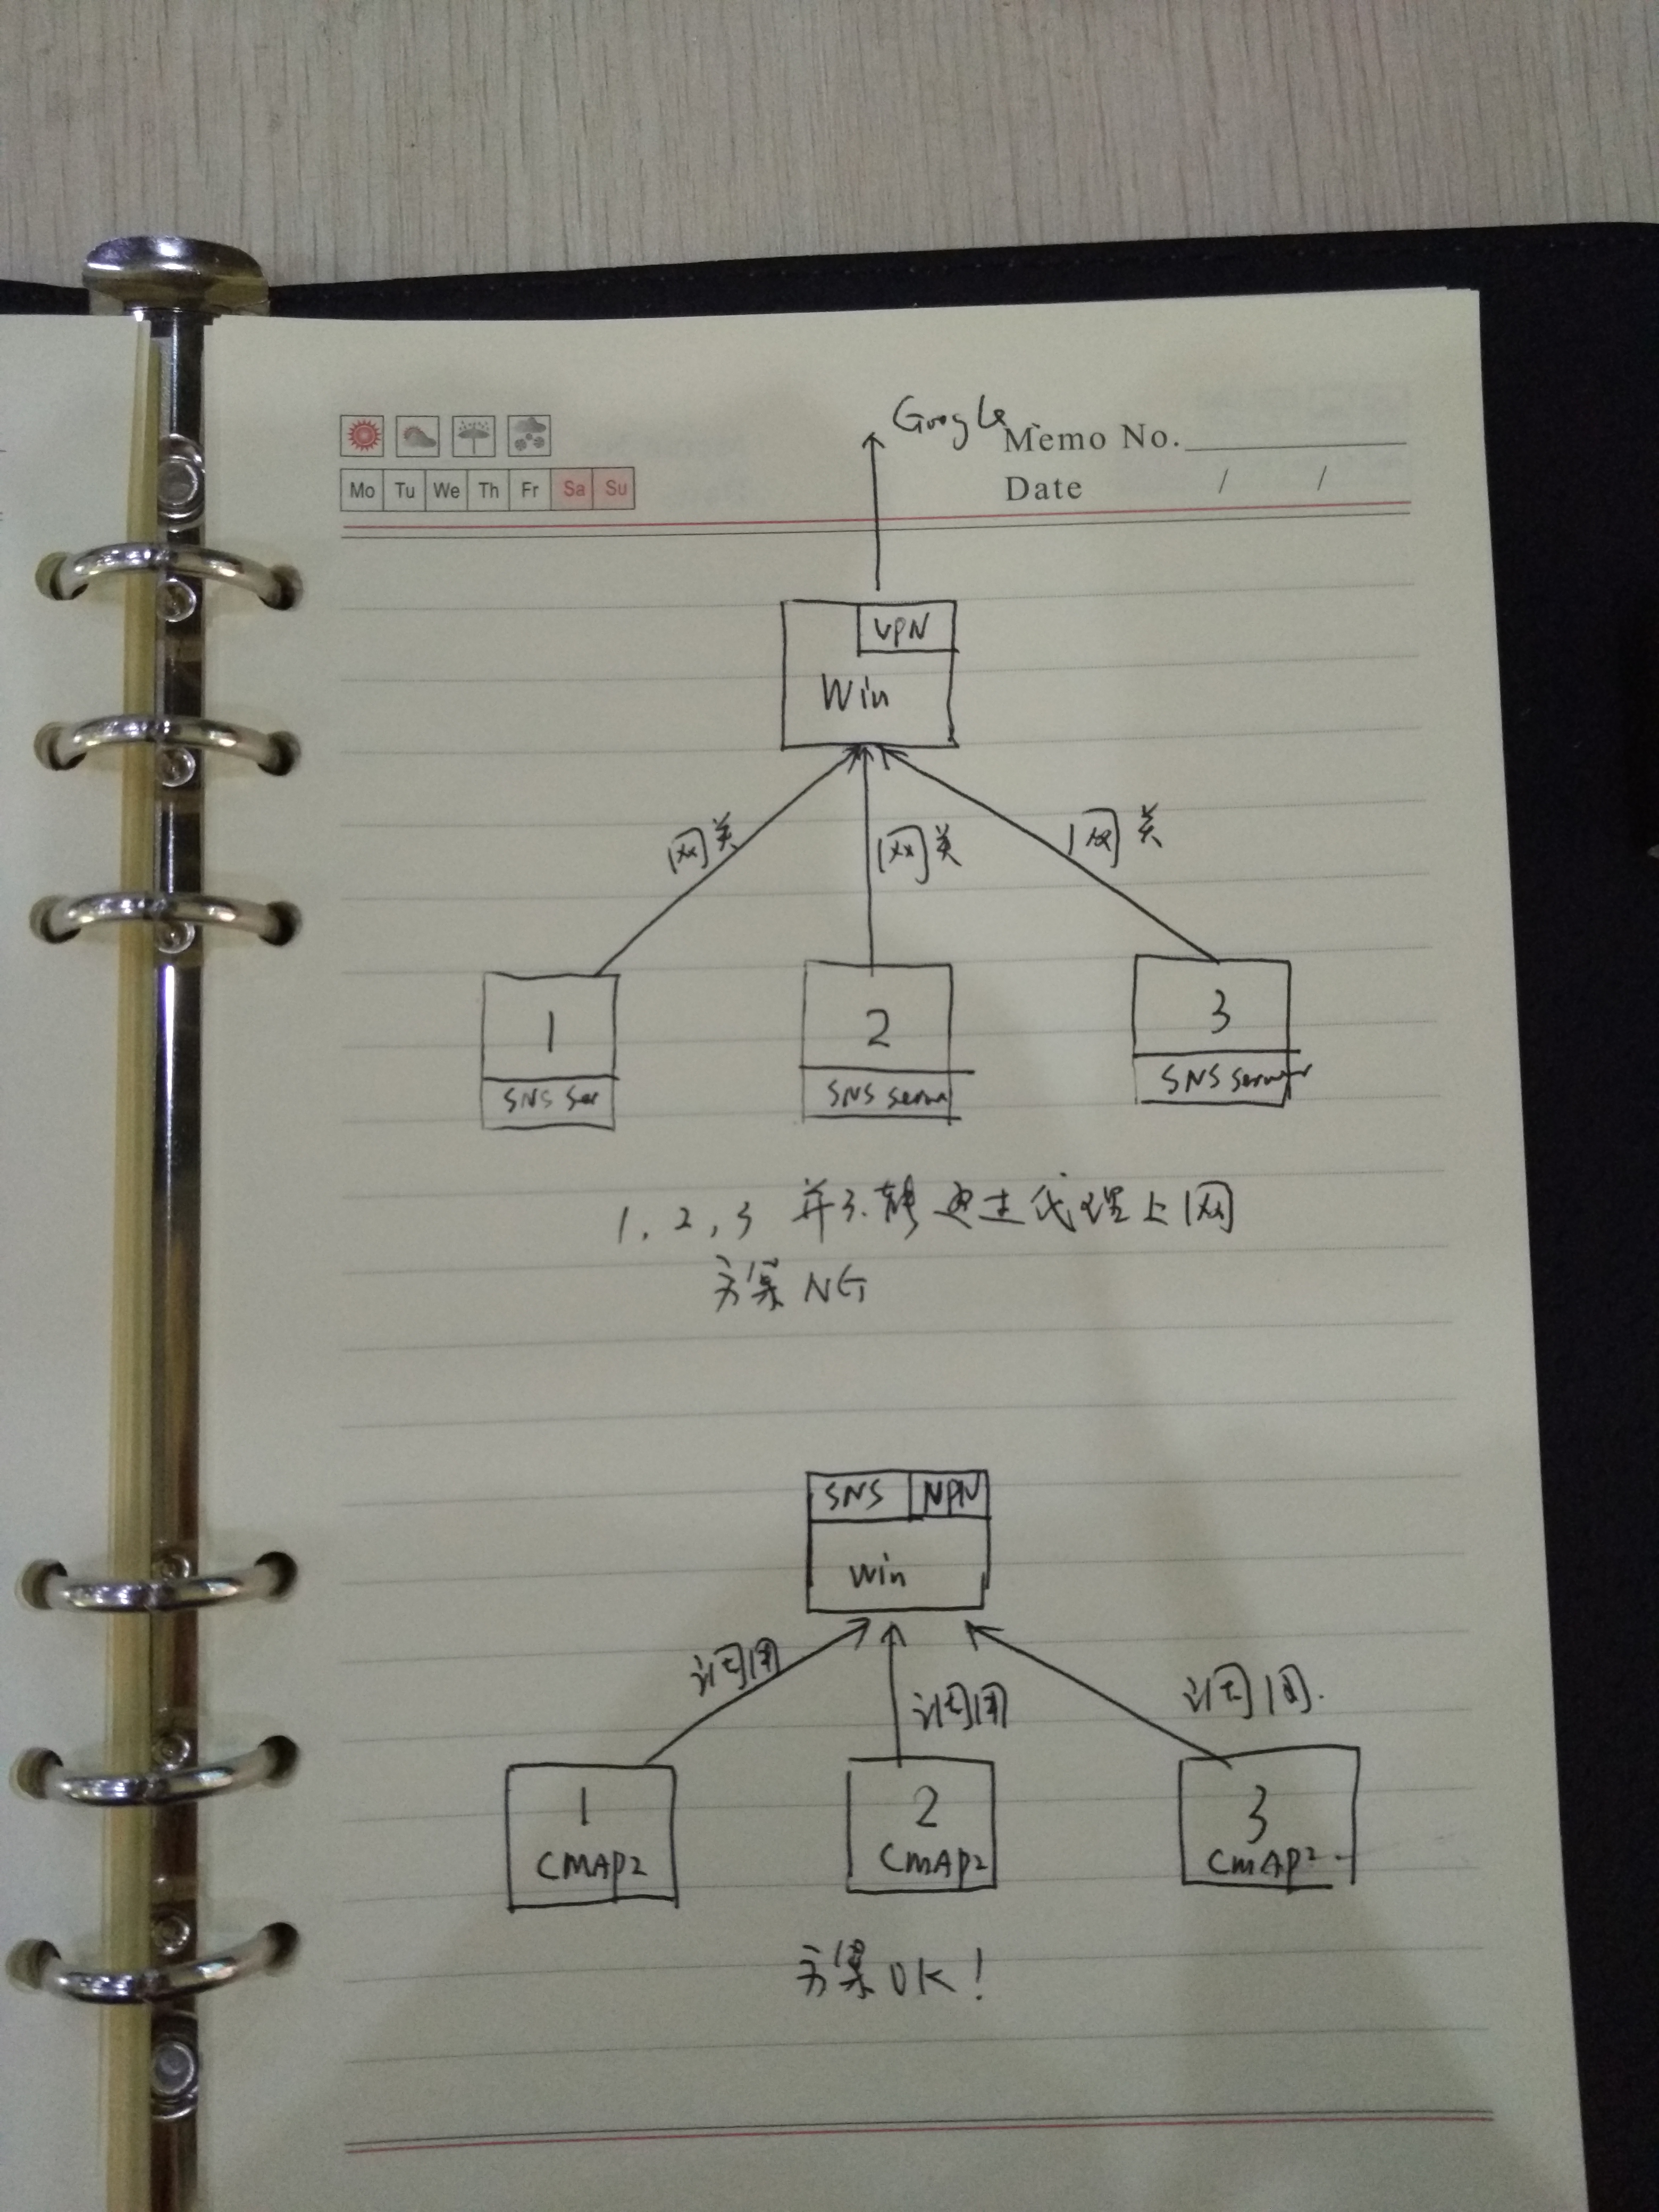 Google
Memo No.
Mo Tu We Th Fr Sa Su
Date / /
VPN
Win
网关 网关 网关
1 2 3
SNS Ser SNS Server SNS Server
1, 2, 3 并不能通过代理上网
方案 NG
SNS VPN
Win
访问 访问 访问.
1 2 3
CMAP2 CMAP2 CMAP2
方案 OK!